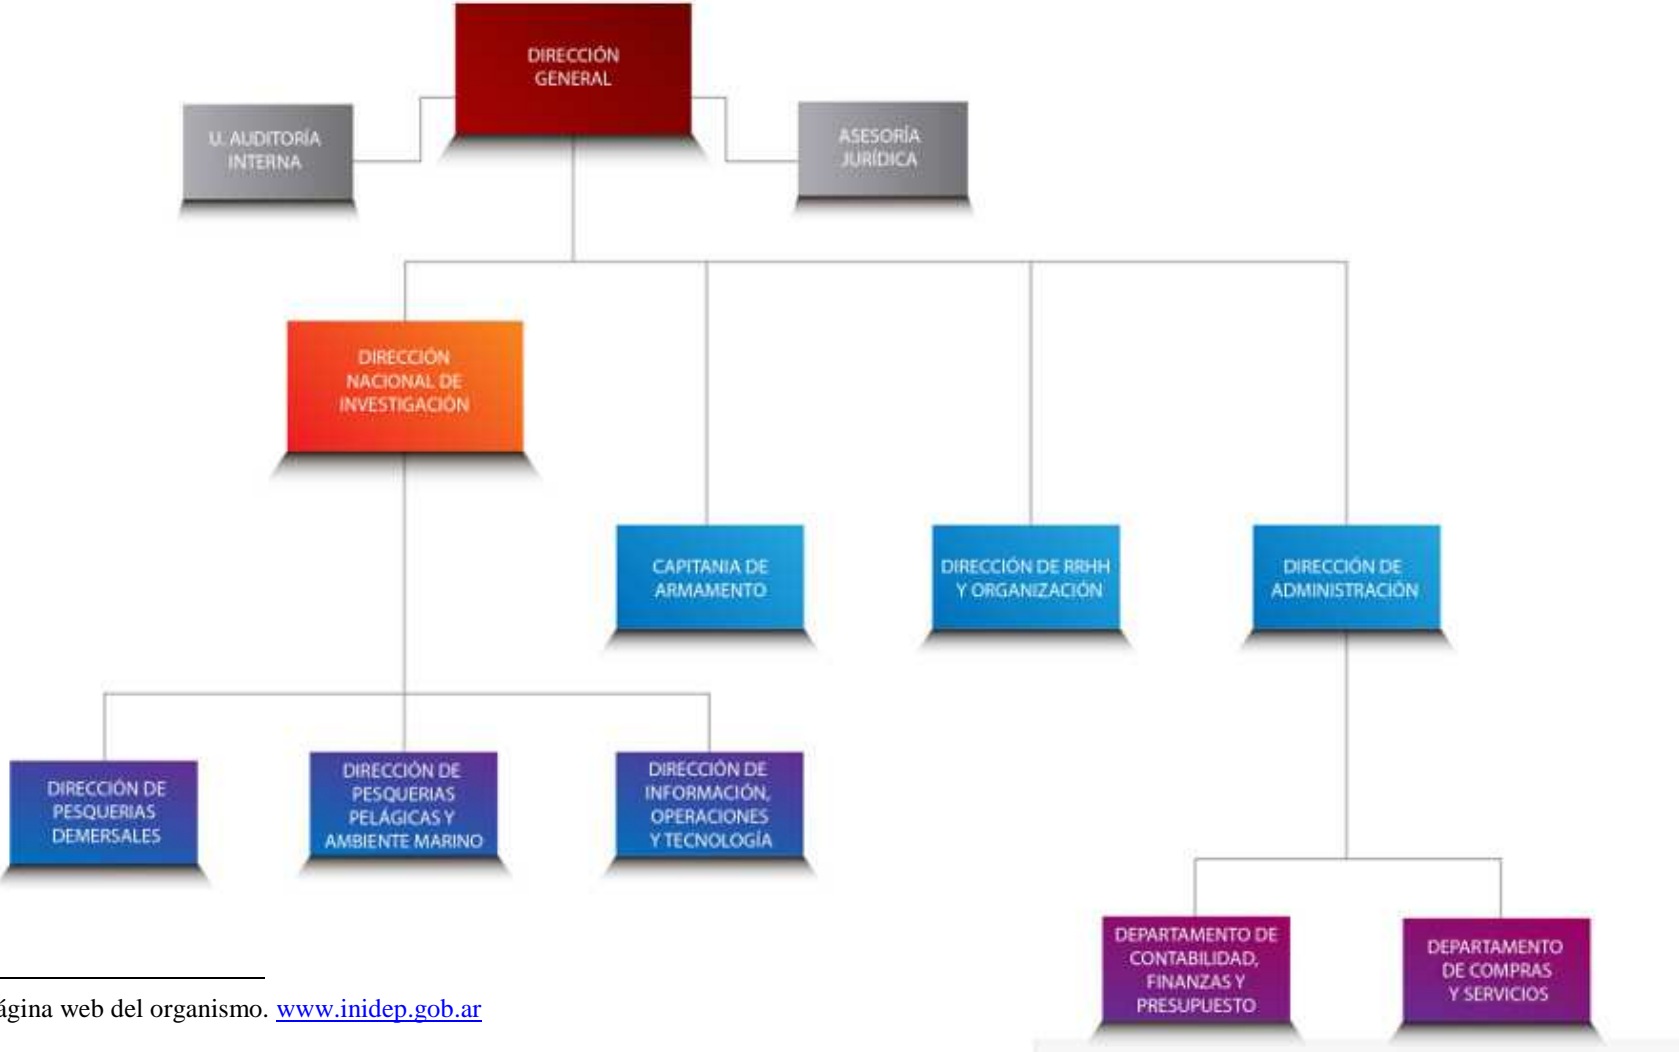 DIRECCIÓN
GENERAL
U. AUDITORÍA
INTERNA
ASESORÍA
JURÍDICA
DIRECCIÓN
NACIONAL DE
INVESTIGACIÓN
CAPITANIA DE
ARMAMENTO
DIRECCIÓN DE RRHH
Y ORGANIZACIÓN
DIRECCIÓN DE
ADMINISTRACIÓN
DIRECCIÓN DE
PESQUERIAS
DEMERSALES
DIRECCIÓN DE
PESQUERIAS
PELÁGICAS Y
AMBIENTE MARINO
DIRECCIÓN DE
INFORMACIÓN,
OPERACIONES
Y TECNOLOGÍA
DEPARTAMENTO DE
CONTABILIDAD,
FINANZAS Y
PRESUPUESTO
DEPARTAMENTO
DE COMPRAS
Y SERVICIOS
ágina web del organismo. www.inidep.gob.ar